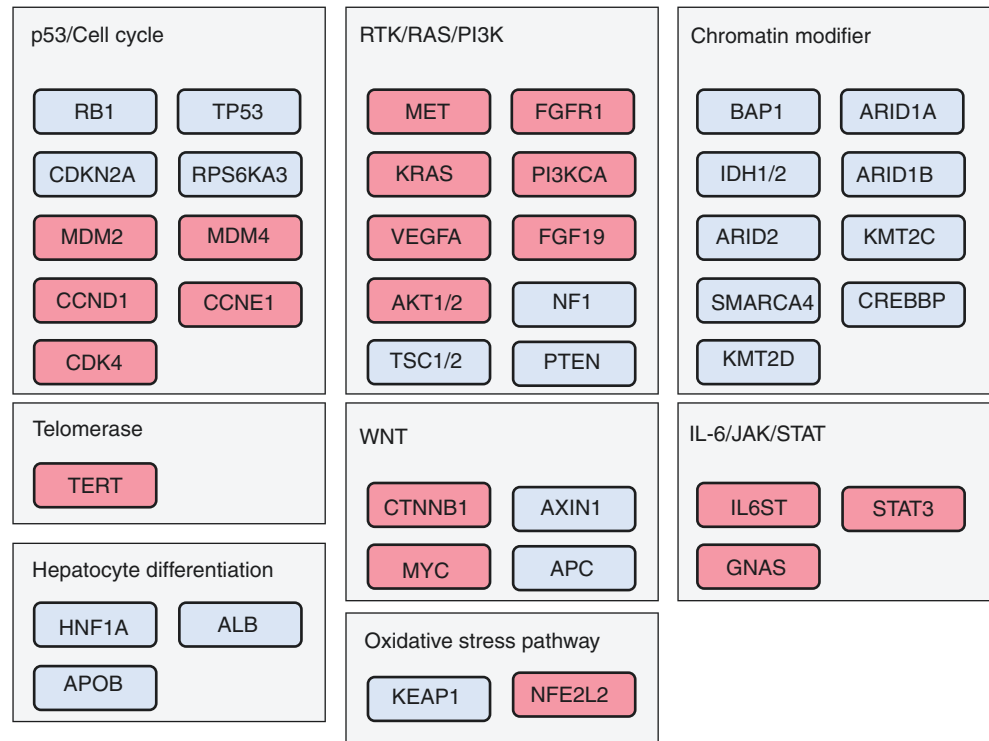 p53/Cell cycle
RB1
TP53
CDKN2A
RPS6KA3
MDM2
MDM4
CCND1
CCNE1
CDK4
RTK/RAS/PI3K
MET
FGFR1
KRAS
PI3KCA
VEGFA
FGF19
AKT1/2
NF1
TSC1/2
PTEN
Chromatin modifier
BAP1
ARID1A
IDH1/2
ARID1B
ARID2
KMT2C
SMARCA4
CREBBP
KMT2D
Telomerase
TERT
WNT
CTNNB1
AXIN1
MYC
APC
IL-6/JAK/STAT
IL6ST
STAT3
GNAS
Hepatocyte differentiation
HNF1A
ALB
APOB
Oxidative stress pathway
KEAP1
NFE2L2